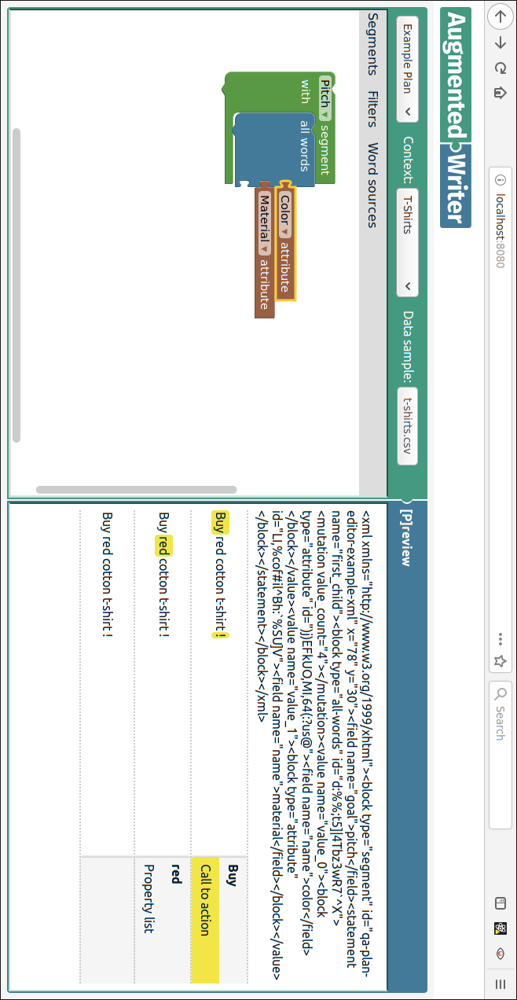 localhost:8080
Search
Augmented Writer
Example Plan Context: T-Shirts Data sample: t-shirts.csv
Segments Filters Word sources
Pitch segment
with all words
Color attribute
Material attribute
[P]review
<xml xmlns="http://www.w3.org/1999/xhtml"><block type="segment" id="qa-plan-
editor-example-xml" x="78" y="30"><field name="goal">pitch</field><statement
name="first_child"><block type="all-words" id="d:%%;t5]|4Tbz3wR7`^^X">
<mutation value_count="4"></mutation><value name="value_0"><block
type="attribute" id=")j)EFkUO,MI,64(:?us@"><field name="name">color</field>
</block></value><value name="value_1"><block type="attribute"
id="LI,%cof#il^Bh:`%SU]V"><field name="name">material</field></block></value>
</block></statement></block></xml>
Buy red cotton t-shirt !
Buy
Call to action
Buy red cotton t-shirt !
red
Property list
Buy red cotton t-shirt !